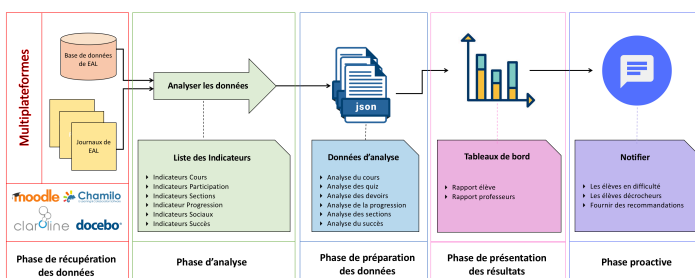 Multiplateformes
Base de données
de EAL
Journaux de
EAL
moodle
Chamilo
claroline
docebo
Phase de récupération
des données
Analyser les données
Liste des Indicateurs
Indicateurs Cours
Indicateurs Participation
Indicateurs Sections
Indicateur Progression
Indicateurs Sociaux
Indicateurs Succès
Phase d'analyse
json
Données d'analyse
Analyse du cours
Analyse des quiz
Analyse des devoirs
Analyse de la progression
Analyse des sections
Analyse du succès
Phase de préparation
des données
Tableaux de bord
Rapport élève
Rapport professeurs
Phase de présentation
des résultats
Notifier
Les élèves en difficulté
Les élèves décrocheurs
Fournir des recommandations
Phase proactive